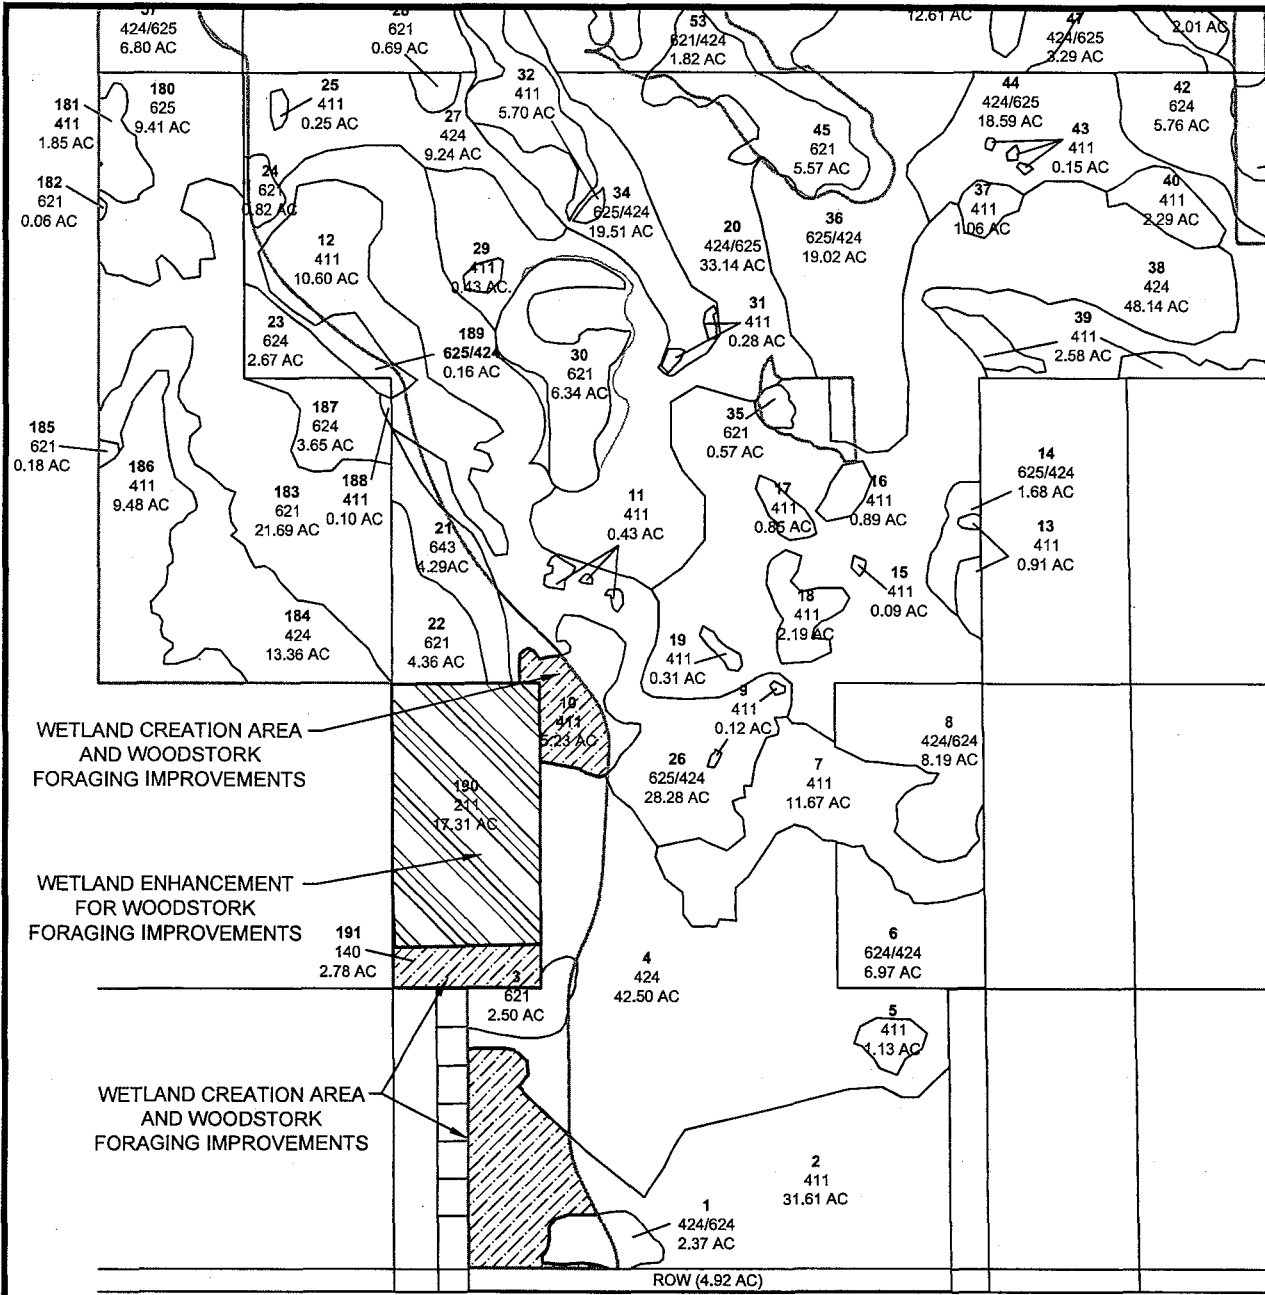 37
424/625
6.80 AC
28
621
0.69 AC
53
621/424
1.82 AC
12.61 AC
47
424/625
3.29 AC
2.01 AC
180
625
9.41 AC
181
411
1.85 AC
25
411
0.25 AC
32
411
5.70 AC
27
424
9.24 AC
45
621
5.57 AC
44
424/625
18.59 AC
43
411
0.15 AC
42
624
5.76 AC
182
621
0.06 AC
24
621
0.82 AC
34
625/424
19.51 AC
37
411
1.06 AC
40
411
2.29 AC
12
411
10.60 AC
29
411
0.43 AC.
20
424/625
33.14 AC
36
625/424
19.02 AC
38
424
48.14 AC
23
624
2.67 AC
189
625/424
0.16 AC
30
621
6.34 AC
31
411
0.28 AC
39
411
2.58 AC
187
624
3.65 AC
35
621
0.57 AC
185
621
0.18 AC
186
411
9.48 AC
183
621
21.69 AC
188
411
0.10 AC
11
411
0.43 AC
17
411
0.85 AC
16
411
0.89 AC
14
625/424
1.68 AC
13
411
0.91 AC
21
643
4.29AC
15
411
0.09 AC
18
411
2.19 AC
184
424
13.36 AC
22
621
4.36 AC
19
411
0.31 AC
9
411
0.12 AC
10
411
5.23 AC
8
424/624
8.19 AC
WETLAND CREATION AREA
AND WOODSTORK
FORAGING IMPROVEMENTS
26
625/424
28.28 AC
7
411
11.67 AC
190
211
17.31 AC
WETLAND ENHANCEMENT
FOR WOODSTORK
FORAGING IMPROVEMENTS
191
140
2.78 AC
3
621
2.50 AC
4
424
42.50 AC
6
624/424
6.97 AC
5
411
1.13 AC
WETLAND CREATION AREA
AND WOODSTORK
FORAGING IMPROVEMENTS
2
411
31.61 AC
1
424/624
2.37 AC
ROW (4.92 AC)